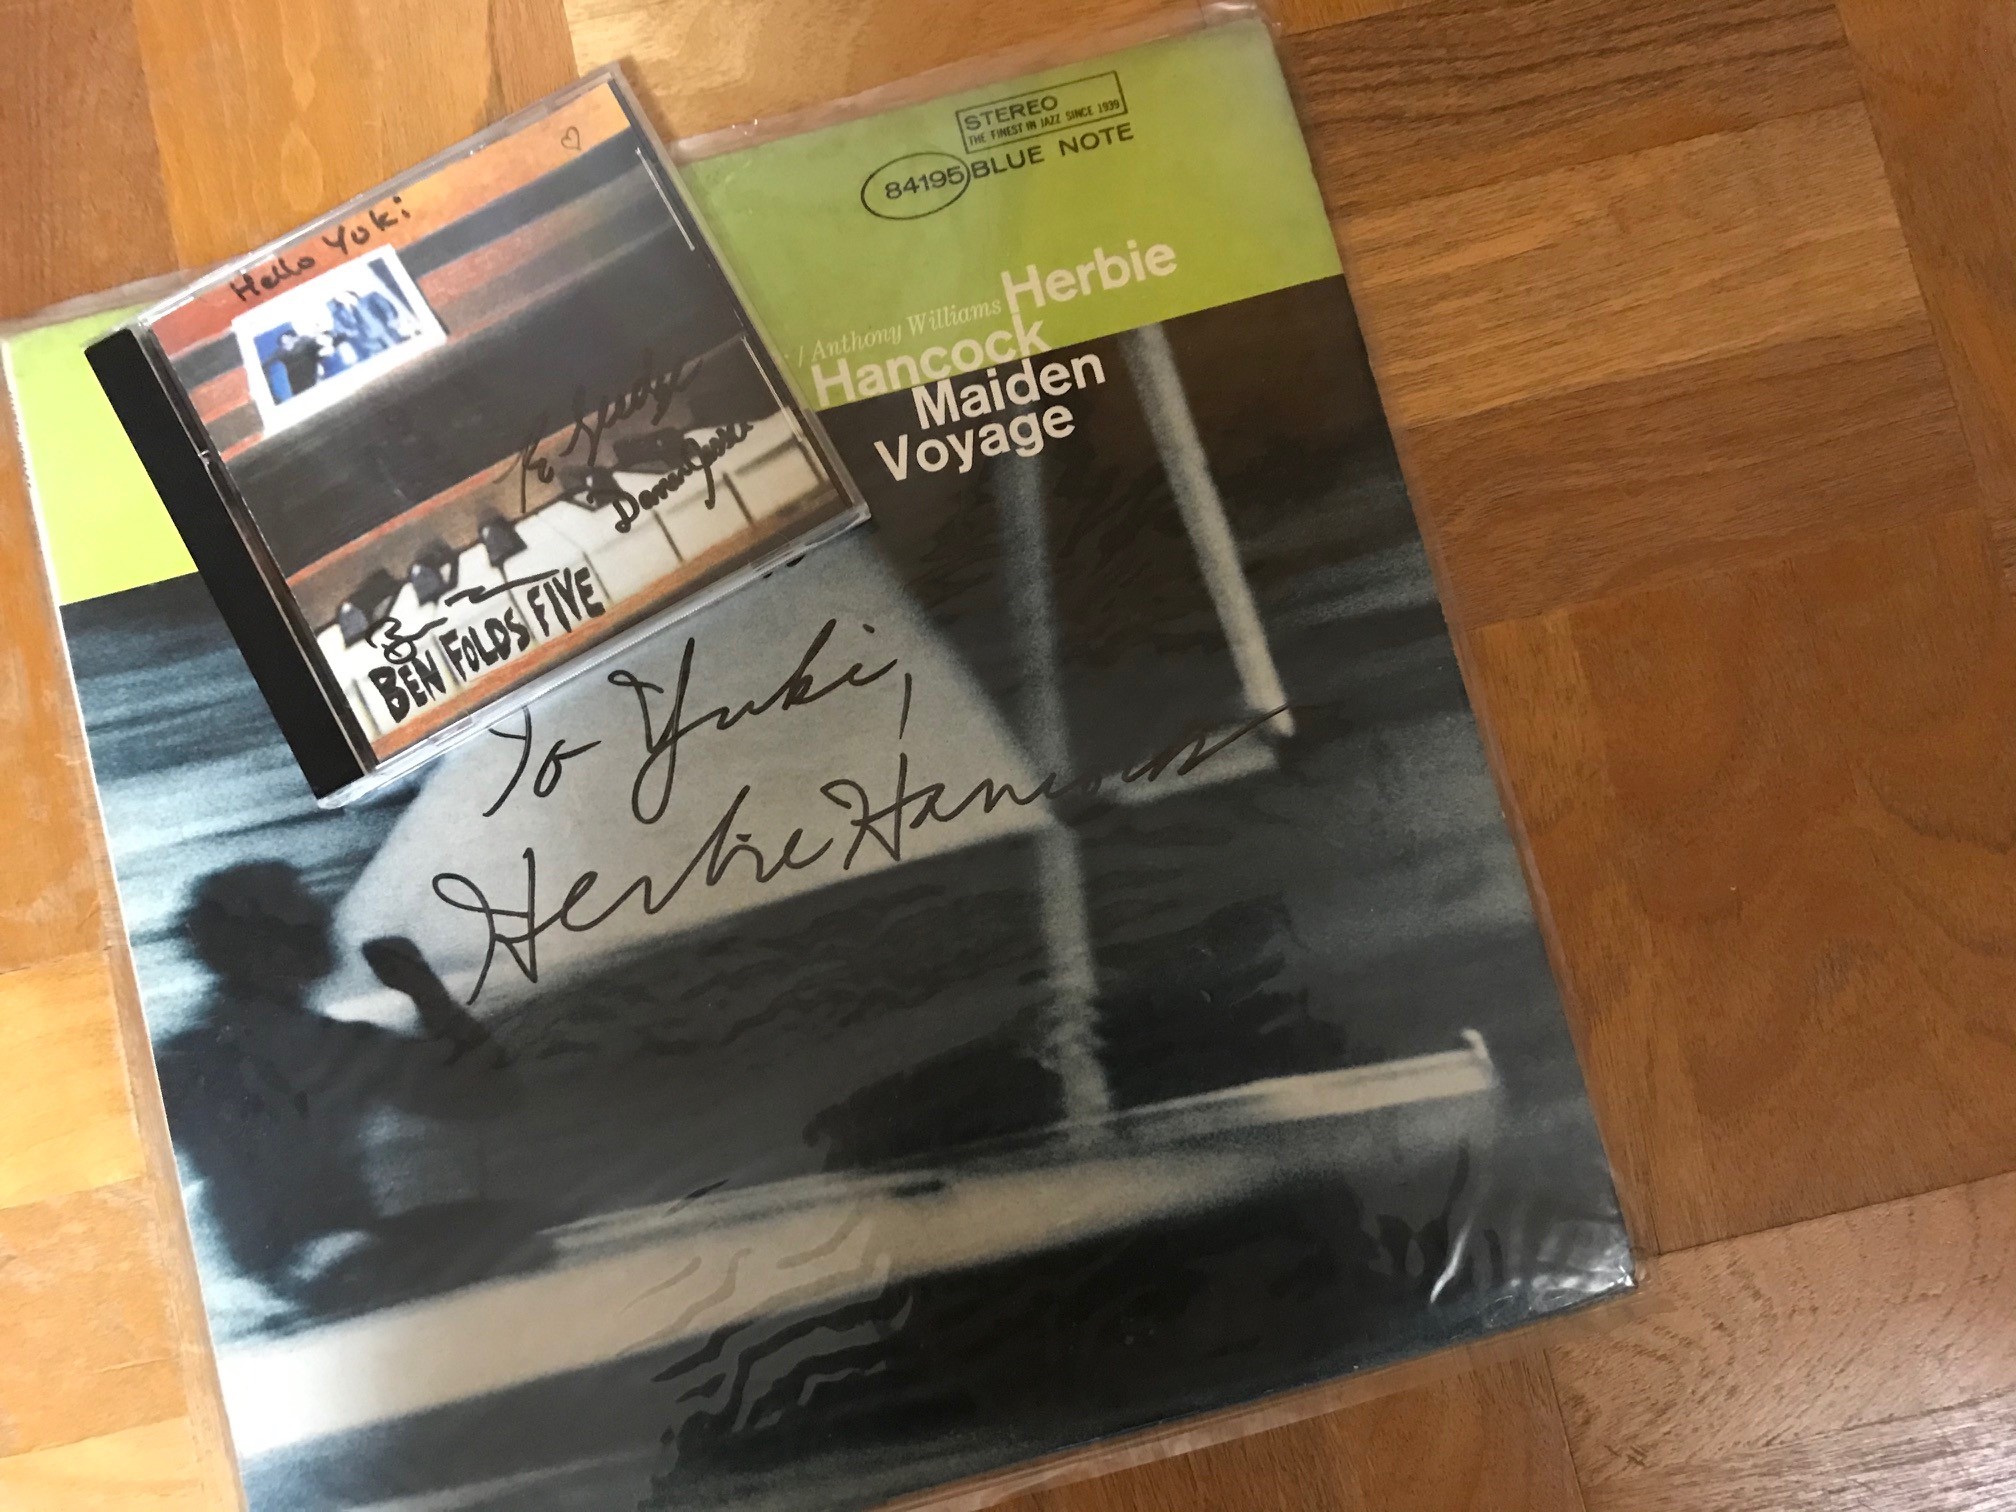 STEREO
THE FINEST IN JAZZ SINCE 1939
84195 BLUE NOTE
/ Anthony Williams Herbie
Hancock
Maiden
Voyage
Hello Yuki
Darren
BEN FOLDS FIVE
To Yuki,
Herbie Hancock